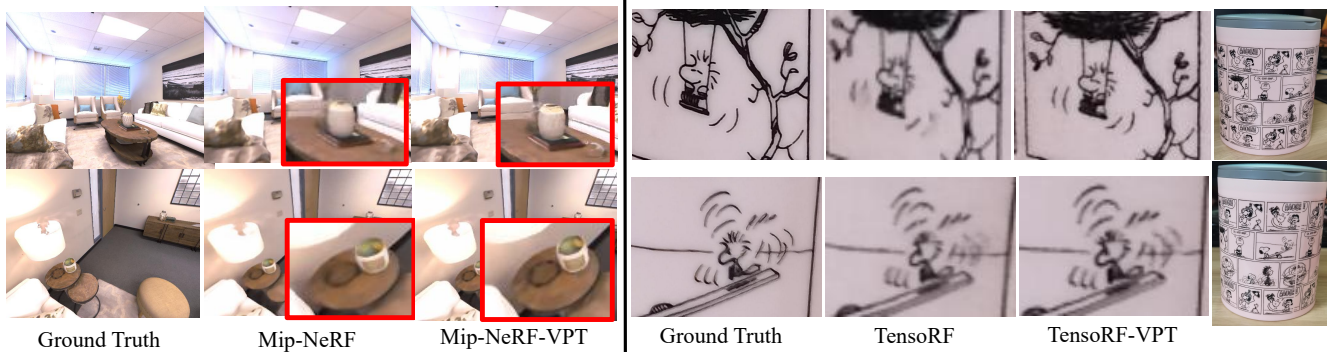 Ground Truth
Mip-NeRF
Mip-NeRF-VPT
Ground Truth
TensoRF
TensoRF-VPT